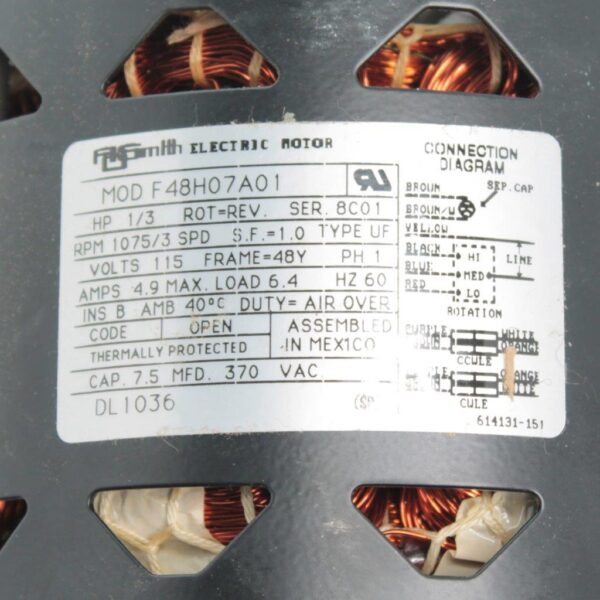 AOSmith ELECTRIC MOTOR
MOD F48H07A01
HP 1/3 ROT=REV. SER. 8C01
RPM 1075/3 SPD S.F.=1.0 TYPE UF
VOLTS 115 FRAME=48Y PH 1
AMPS 4.9 MAX. LOAD 6.4 HZ 60
INS B AMB 40°C DUTY= AIR OVER
CODE OPEN ASSEMBLED
THERMALLY PROTECTED IN MEX1CO
CAP. 7.5 MFD. 370 VAC
DL1036
CONNECTION
DIAGRAM
BROWN SEP.CAP
BROWN/W
YELLOW
BLACK HI LINE
BLUE MED
RED LO
ROTATION
WHITE
ORANGE
CCWLE
ORANGE
WHITE
CWLE
614131-151